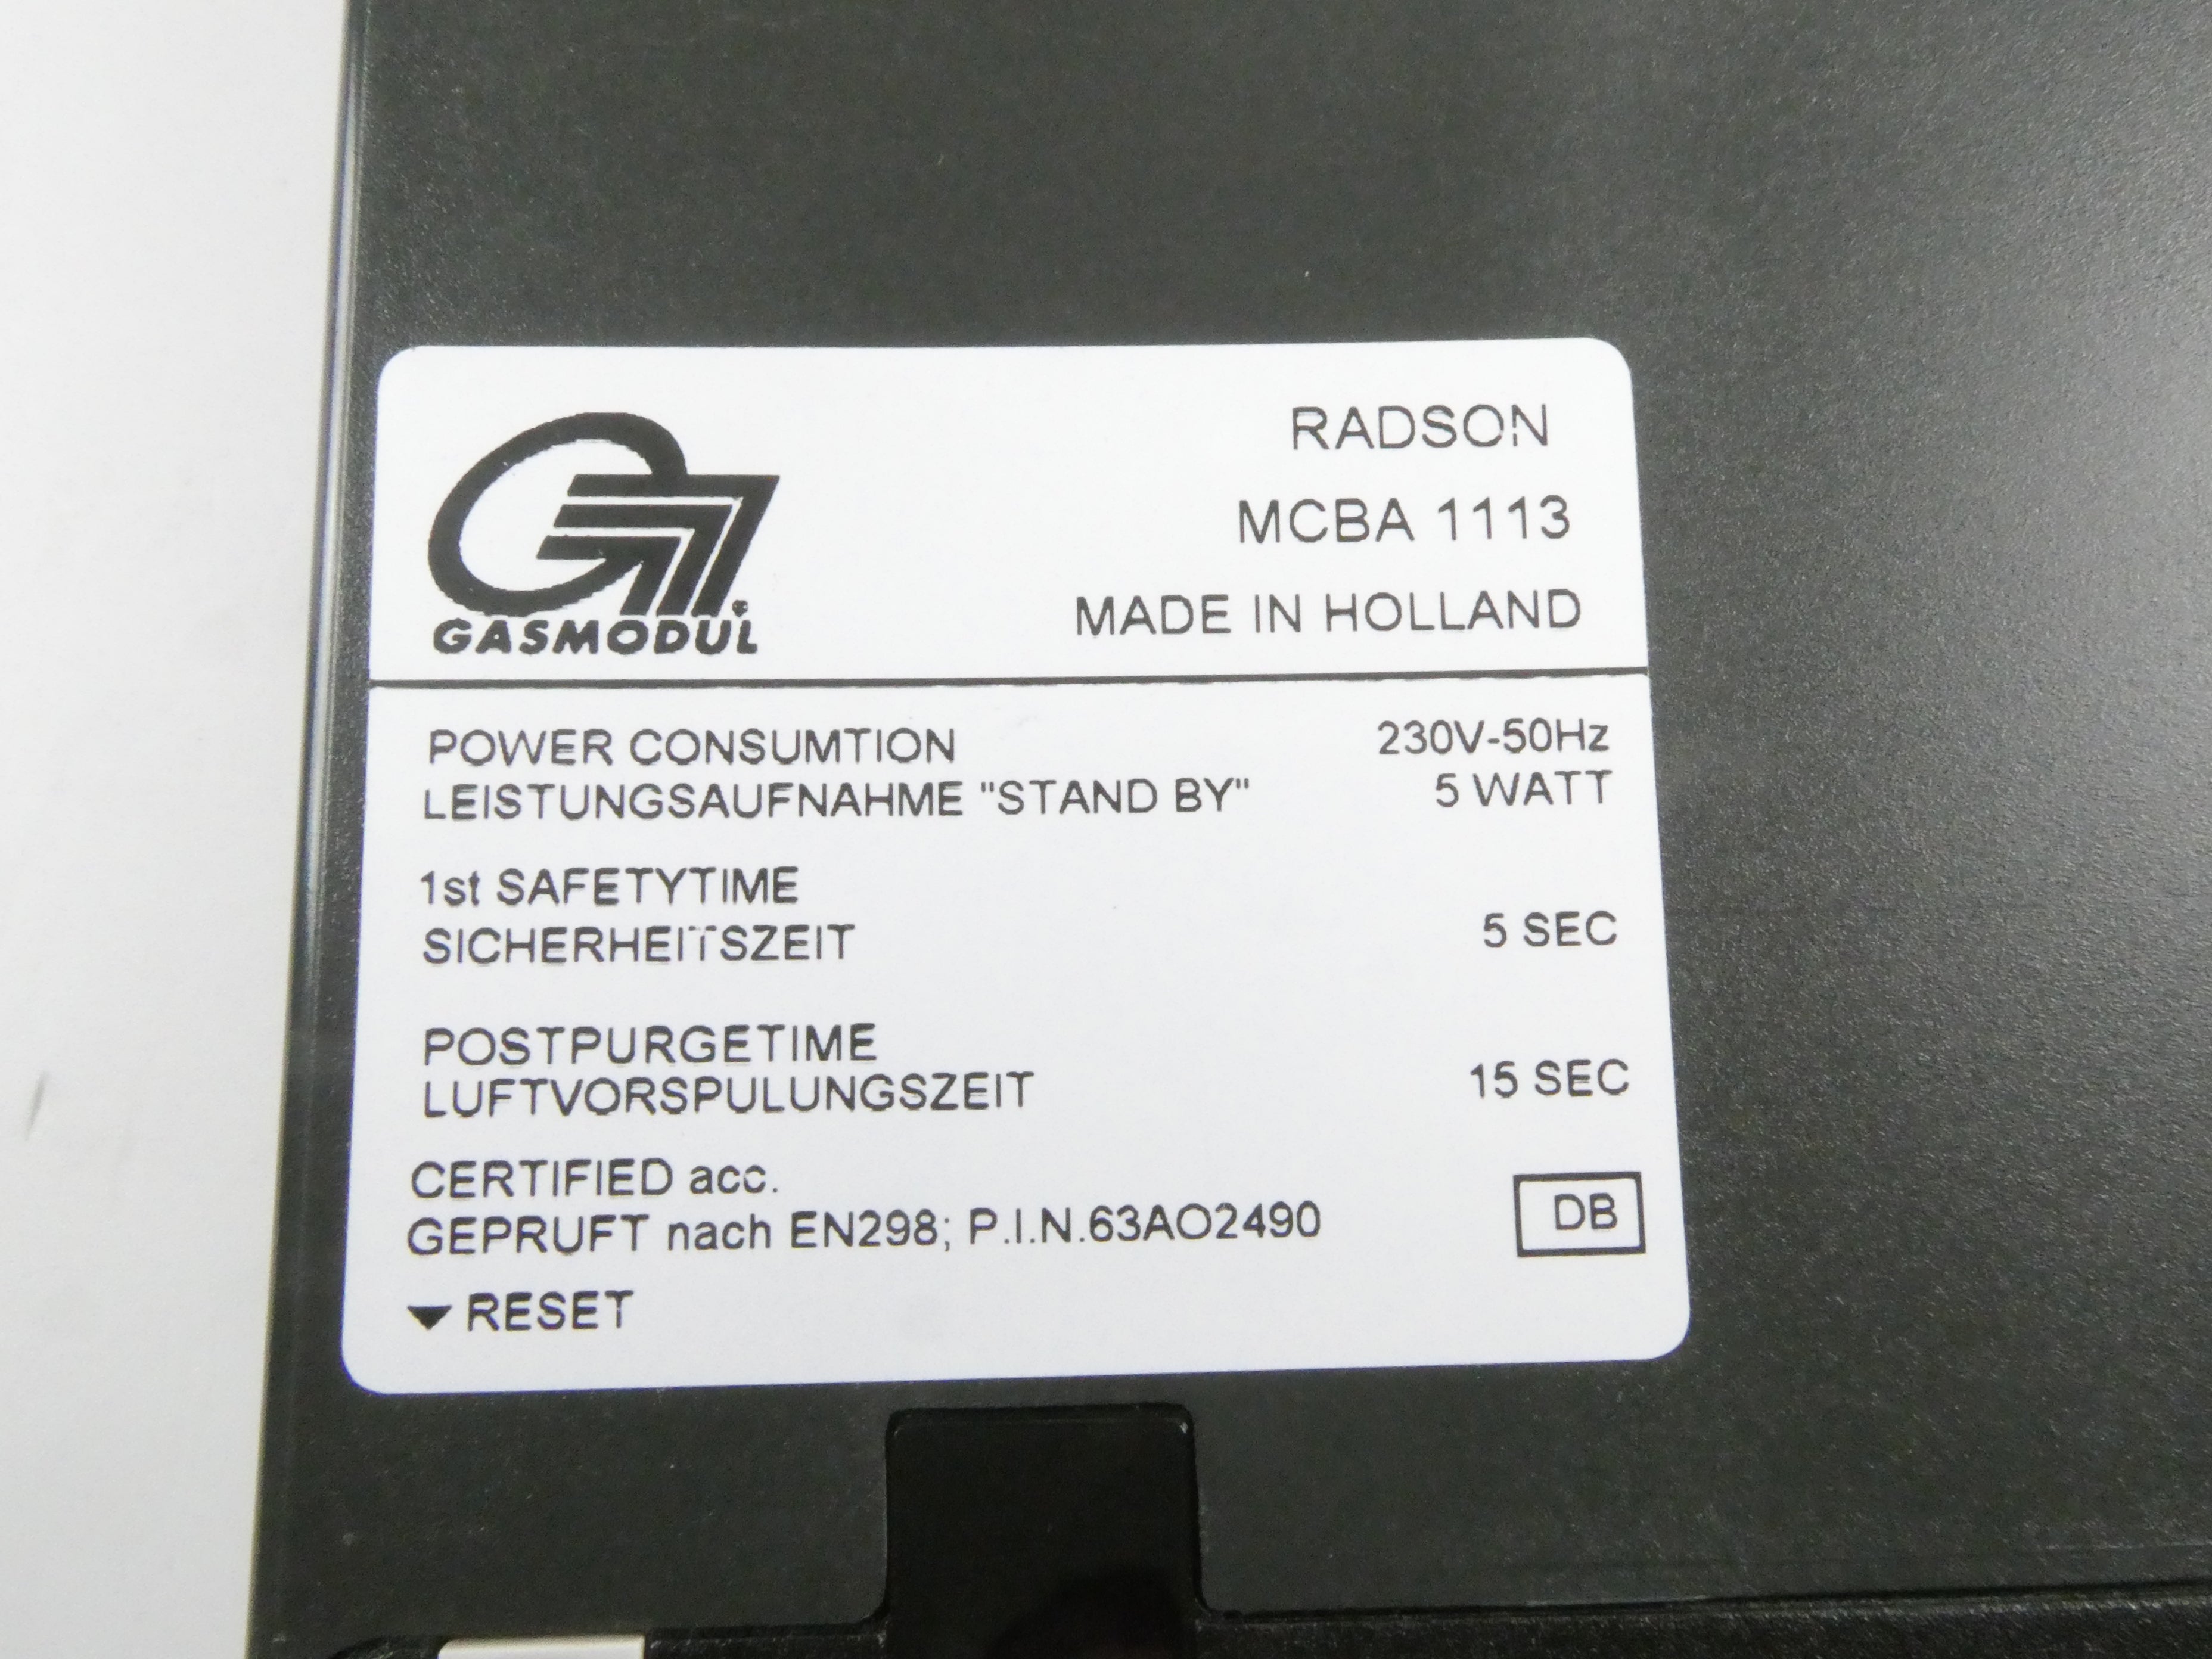 GASMODUL
RADSON
MCBA 1113
MADE IN HOLLAND
POWER CONSUMTION 230V-50Hz
LEISTUNGSAUFNAHME "STAND BY" 5 WATT
1st SAFETYTIME
SICHERHEITSZEIT 5 SEC
POSTPURGETIME
LUFTVORSPULUNGSZEIT 15 SEC
CERTIFIED acc.
GEPRUFT nach EN298; P.I.N.63AO2490 DB
▼ RESET